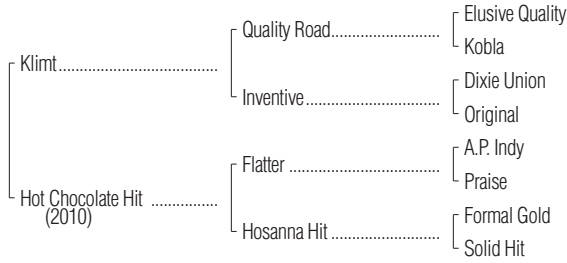 Elusive Quality
Quality Road
Kobla
Klimt
Dixie Union
Inventive
Original
A.P. Indy
Flatter
Praise
Hot Chocolate Hit
(2010)
Formal Gold
Hosanna Hit
Solid Hit